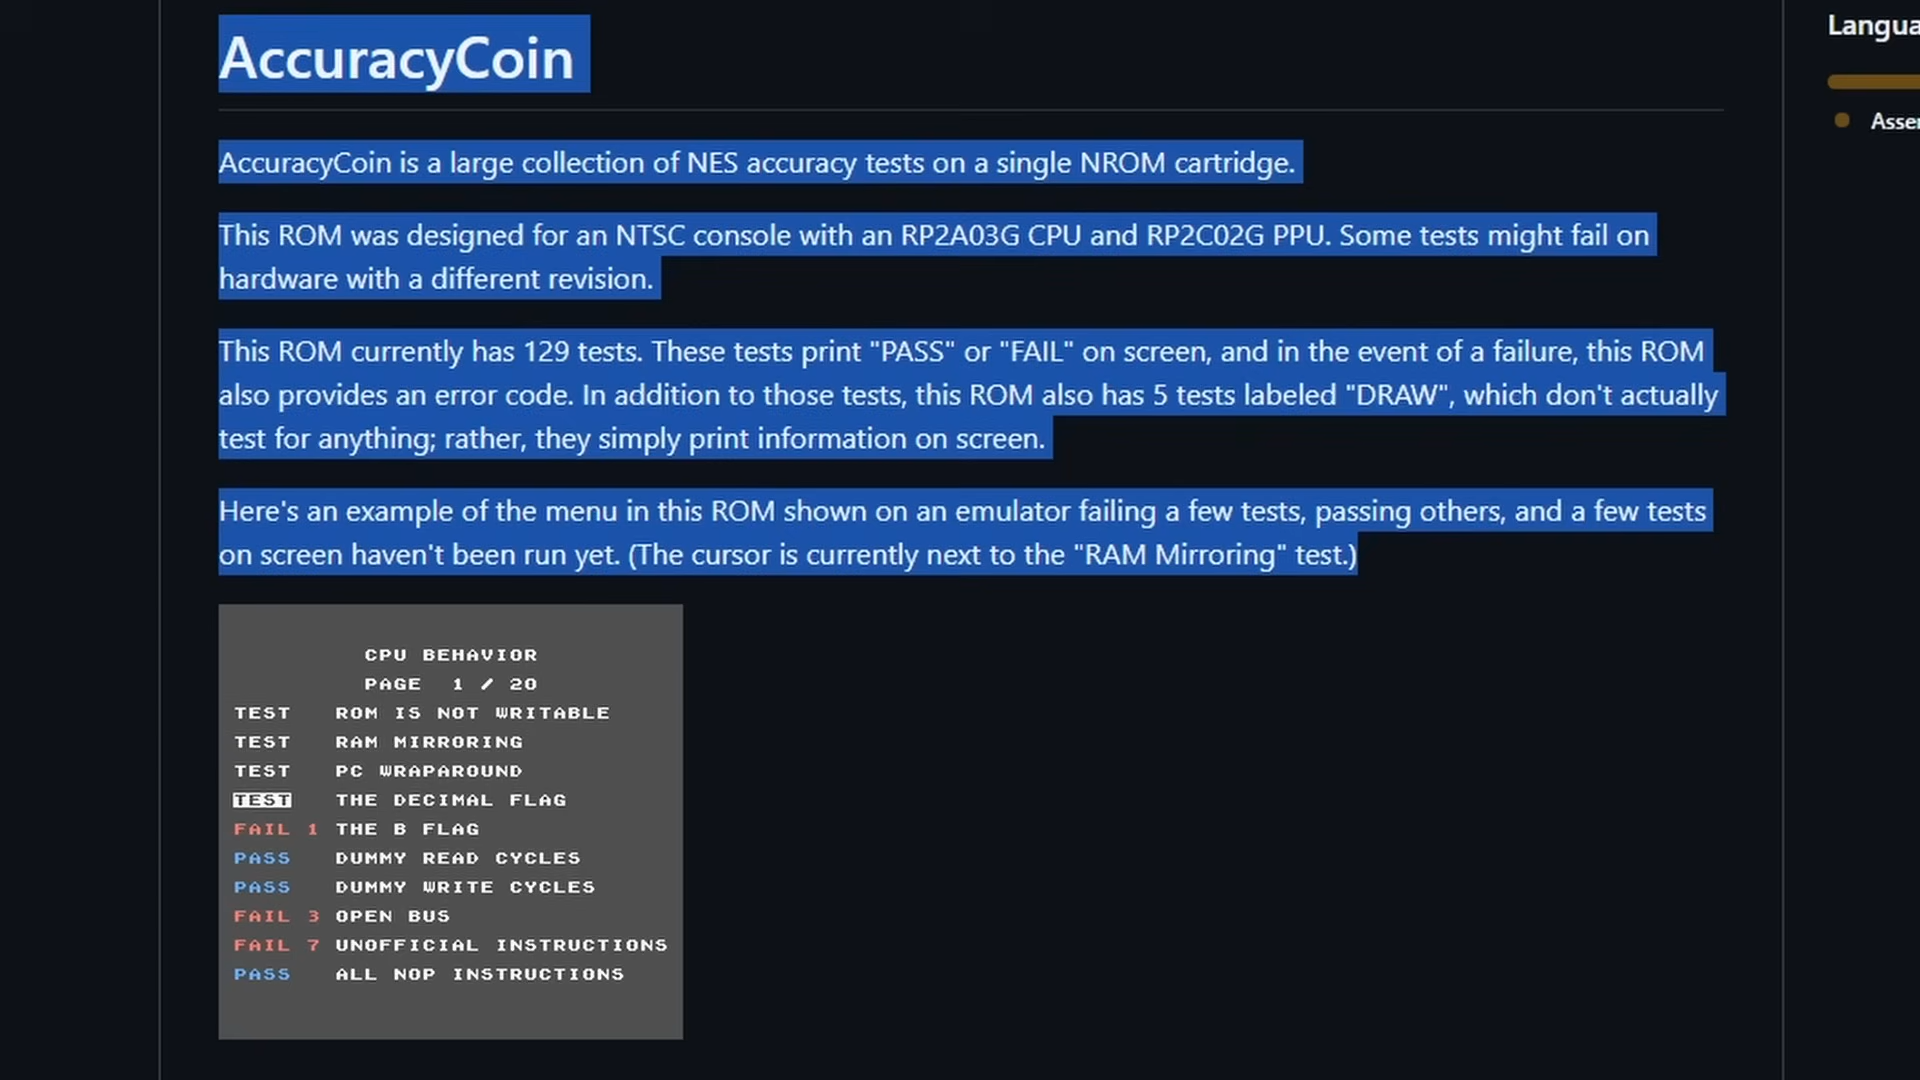 AccuracyCoin
AccuracyCoin is a large collection of NES accuracy tests on a single NROM cartridge.
This ROM was designed for an NTSC console with an RP2A03G CPU and RP2C02G PPU. Some tests might fail on
hardware with a different revision.
This ROM currently has 129 tests. These tests print "PASS" or "FAIL" on screen, and in the event of a failure, this ROM
also provides an error code. In addition to those tests, this ROM also has 5 tests labeled "DRAW", which don't actually
test for anything; rather, they simply print information on screen.
Here's an example of the menu in this ROM shown on an emulator failing a few tests, passing others, and a few tests
on screen haven't been run yet. (The cursor is currently next to the "RAM Mirroring" test.)
CPU BEHAVIOR
PAGE 1 / 20
TEST ROM IS NOT WRITABLE
TEST RAM MIRRORING
TEST PC WRAPAROUND
TEST THE DECIMAL FLAG
FAIL 1 THE B FLAG
PASS DUMMY READ CYCLES
PASS DUMMY WRITE CYCLES
FAIL 3 OPEN BUS
FAIL 7 UNOFFICIAL INSTRUCTIONS
PASS ALL NOP INSTRUCTIONS
Langua
Assem